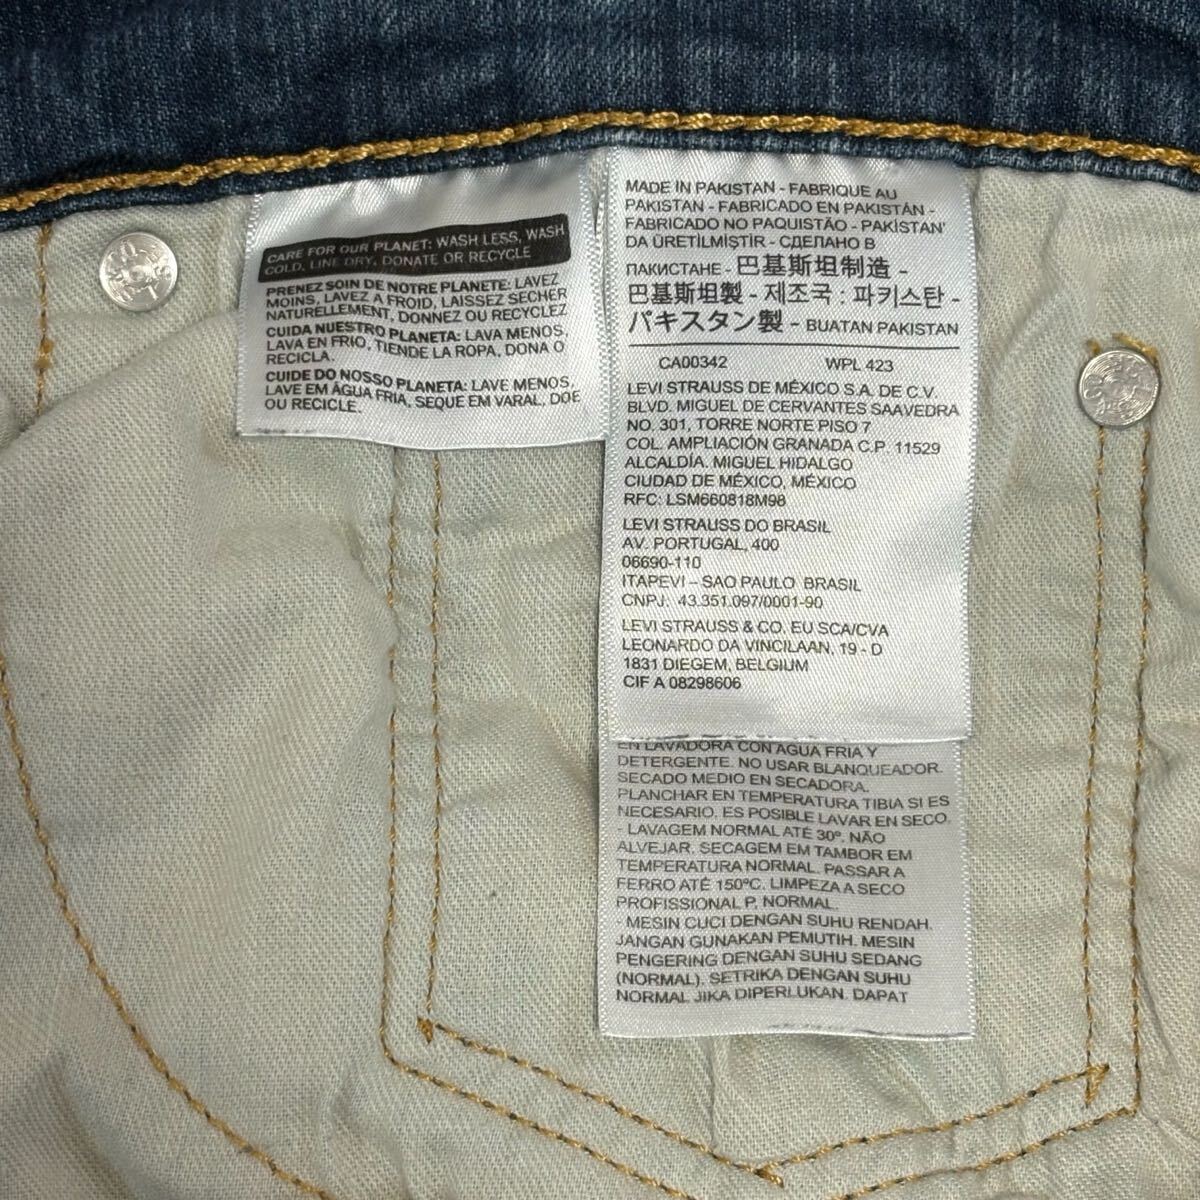 CARE FOR OUR PLANET: WASH LESS, WASH
COLD, LINE DRY, DONATE OR RECYCLE
PRENEZ SOIN DE NOTRE PLANETE: LAVEZ
MOINS, LAVEZ A FROID, LAISSEZ SECHER
NATURELLEMENT, DONNEZ OU RECYCLEZ
CUIDA NUESTRO PLANETA: LAVA MENOS,
LAVA EN FRIO, TIENDE LA ROPA, DONA O
RECICLA.
CUIDE DO NOSSO PLANETA: LAVE MENOS,
LAVE EM ÁGUA FRIA, SEQUE EM VARAL, DOE
OU RECICLE.
MADE IN PAKISTAN - FABRIQUE AU
PAKISTAN - FABRICADO EN PAKISTÁN -
FABRICADO NO PAQUISTÃO - PAKİSTAN'
DA ÜRETİLMİŞTİR - СДЕЛАНО В
ПАКИСТАНЕ - 巴基斯坦制造 -
巴基斯坦製 - 제조국 : 파키스탄 -
パキスタン製 - BUATAN PAKISTAN
CA00342 WPL 423
LEVI STRAUSS DE MÉXICO S.A. DE C.V.
BLVD. MIGUEL DE CERVANTES SAAVEDRA
NO. 301, TORRE NORTE PISO 7
COL. AMPLIACIÓN GRANADA C.P. 11529
ALCALDÍA. MIGUEL HIDALGO
CIUDAD DE MÉXICO, MÉXICO
RFC: LSM660818M98
LEVI STRAUSS DO BRASIL
AV. PORTUGAL, 400
06690-110
ITAPEVI – SAO PAULO BRASIL
CNPJ: 43.351.097/0001-90
LEVI STRAUSS & CO. EU SCA/CVA
LEONARDO DA VINCILAAN, 19 - D
1831 DIEGEM, BELGIUM
CIF A 08298606
EN LAVADORA CON AGUA FRIA Y
DETERGENTE. NO USAR BLANQUEADOR.
SECADO MEDIO EN SECADORA.
PLANCHAR EN TEMPERATURA TIBIA SI ES
NECESARIO. ES POSIBLE LAVAR EN SECO.
- LAVAGEM NORMAL ATÉ 30º. NÃO
ALVEJAR. SECAGEM EM TAMBOR EM
TEMPERATURA NORMAL. PASSAR A
FERRO ATÉ 150ºC. LIMPEZA A SECO
PROFISSIONAL P, NORMAL.
- MESIN CUCI DENGAN SUHU RENDAH.
JANGAN GUNAKAN PEMUTIH. MESIN
PENGERING DENGAN SUHU SEDANG
(NORMAL). SETRIKA DENGAN SUHU
NORMAL JIKA DIPERLUKAN. DAPAT